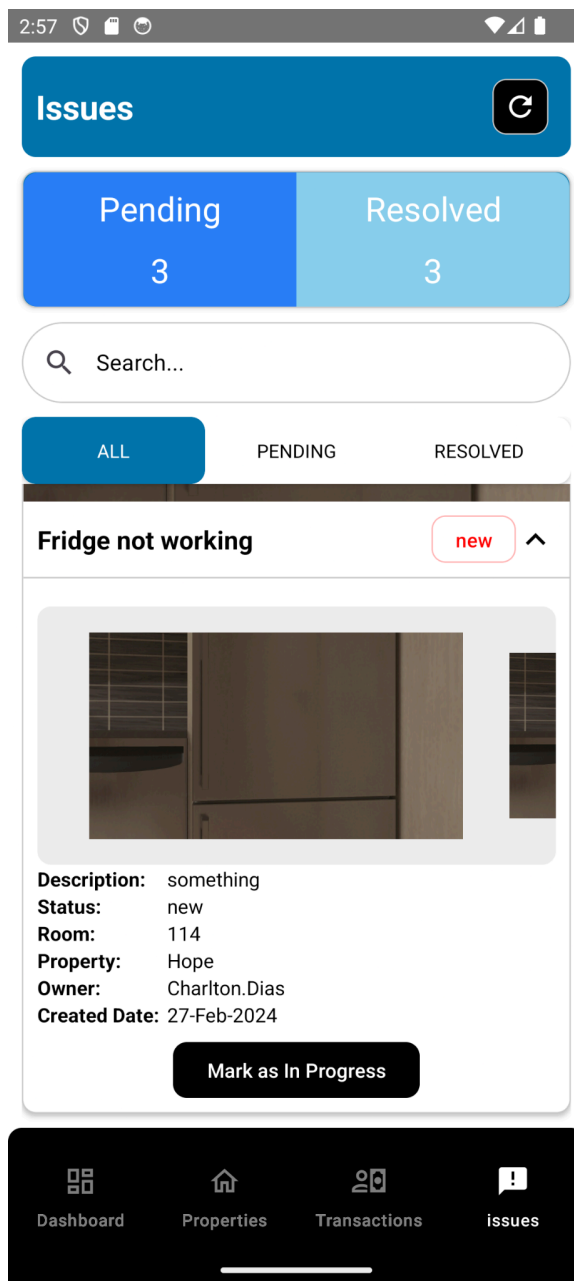 2:57
Issues
Pending Resolved
3 3
Search...
ALL PENDING RESOLVED
Fridge not working new
Description: something
Status: new
Room: 114
Property: Hope
Owner: Charlton.Dias
Created Date: 27-Feb-2024
Mark as In Progress
Dashboard Properties Transactions issues